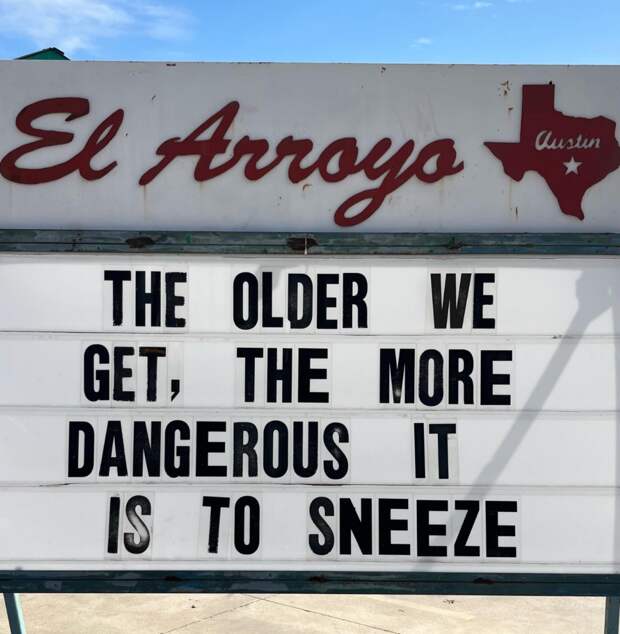 El Arroyo
Austin
THE OLDER WE
GET, THE MORE
DANGEROUS IT
IS TO SNEEZE